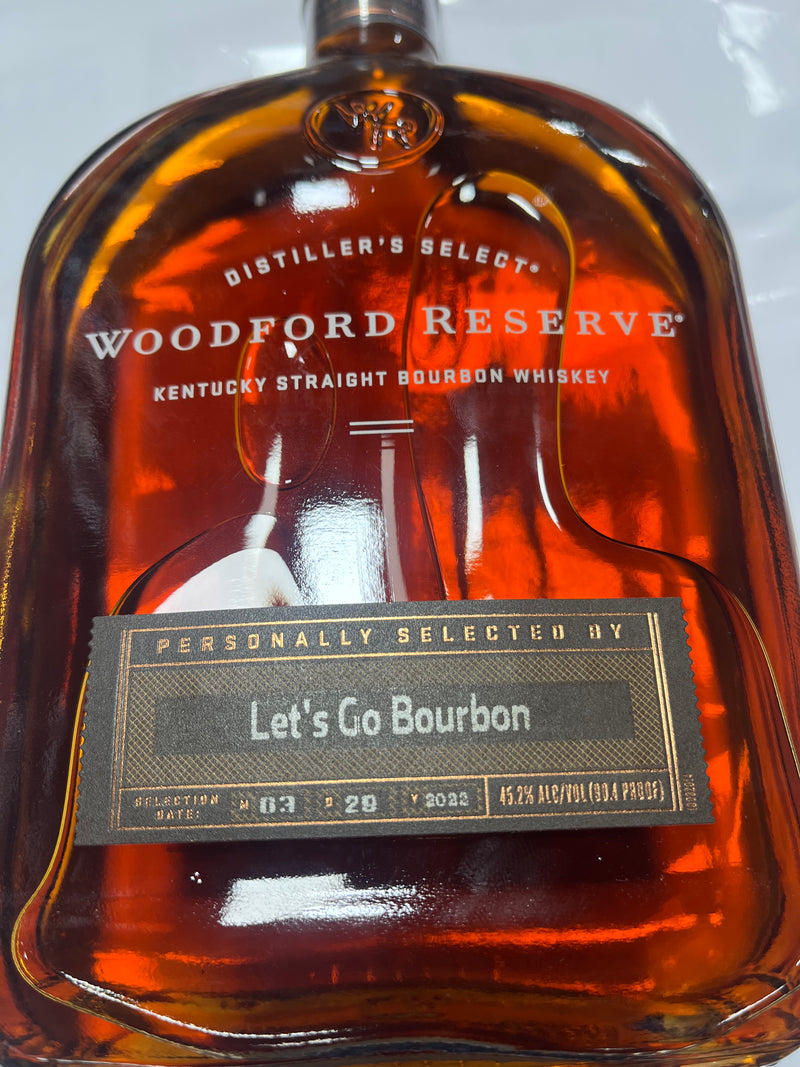 DISTILLER'S SELECT®
WOODFORD RESERVE®
KENTUCKY STRAIGHT BOURBON WHISKEY
PERSONALLY SELECTED BY
Let's Go Bourbon
SELECTION DATE: M 03 D 29 Y 2022 45.2% ALC/VOL (90.4 PROOF)